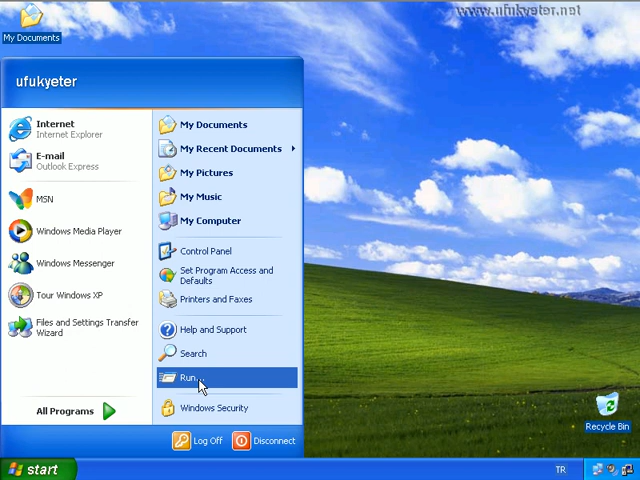 www.ufukyeter.net
My Documents
ufukyeter
Internet
Internet Explorer
E-mail
Outlook Express
MSN
Windows Media Player
Windows Messenger
Tour Windows XP
Files and Settings Transfer
Wizard
All Programs
My Documents
My Recent Documents
My Pictures
My Music
My Computer
Control Panel
Set Program Access and
Defaults
Printers and Faxes
Help and Support
Search
Run...
Windows Security
Log Off
Disconnect
Recycle Bin
start
TR